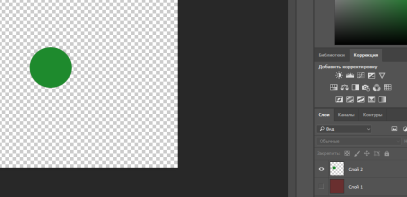 Библиотеки Коррекция
Добавить корректировку
Слои Каналы Контуры
Вид
Обычные
Слой 2
Слой 1